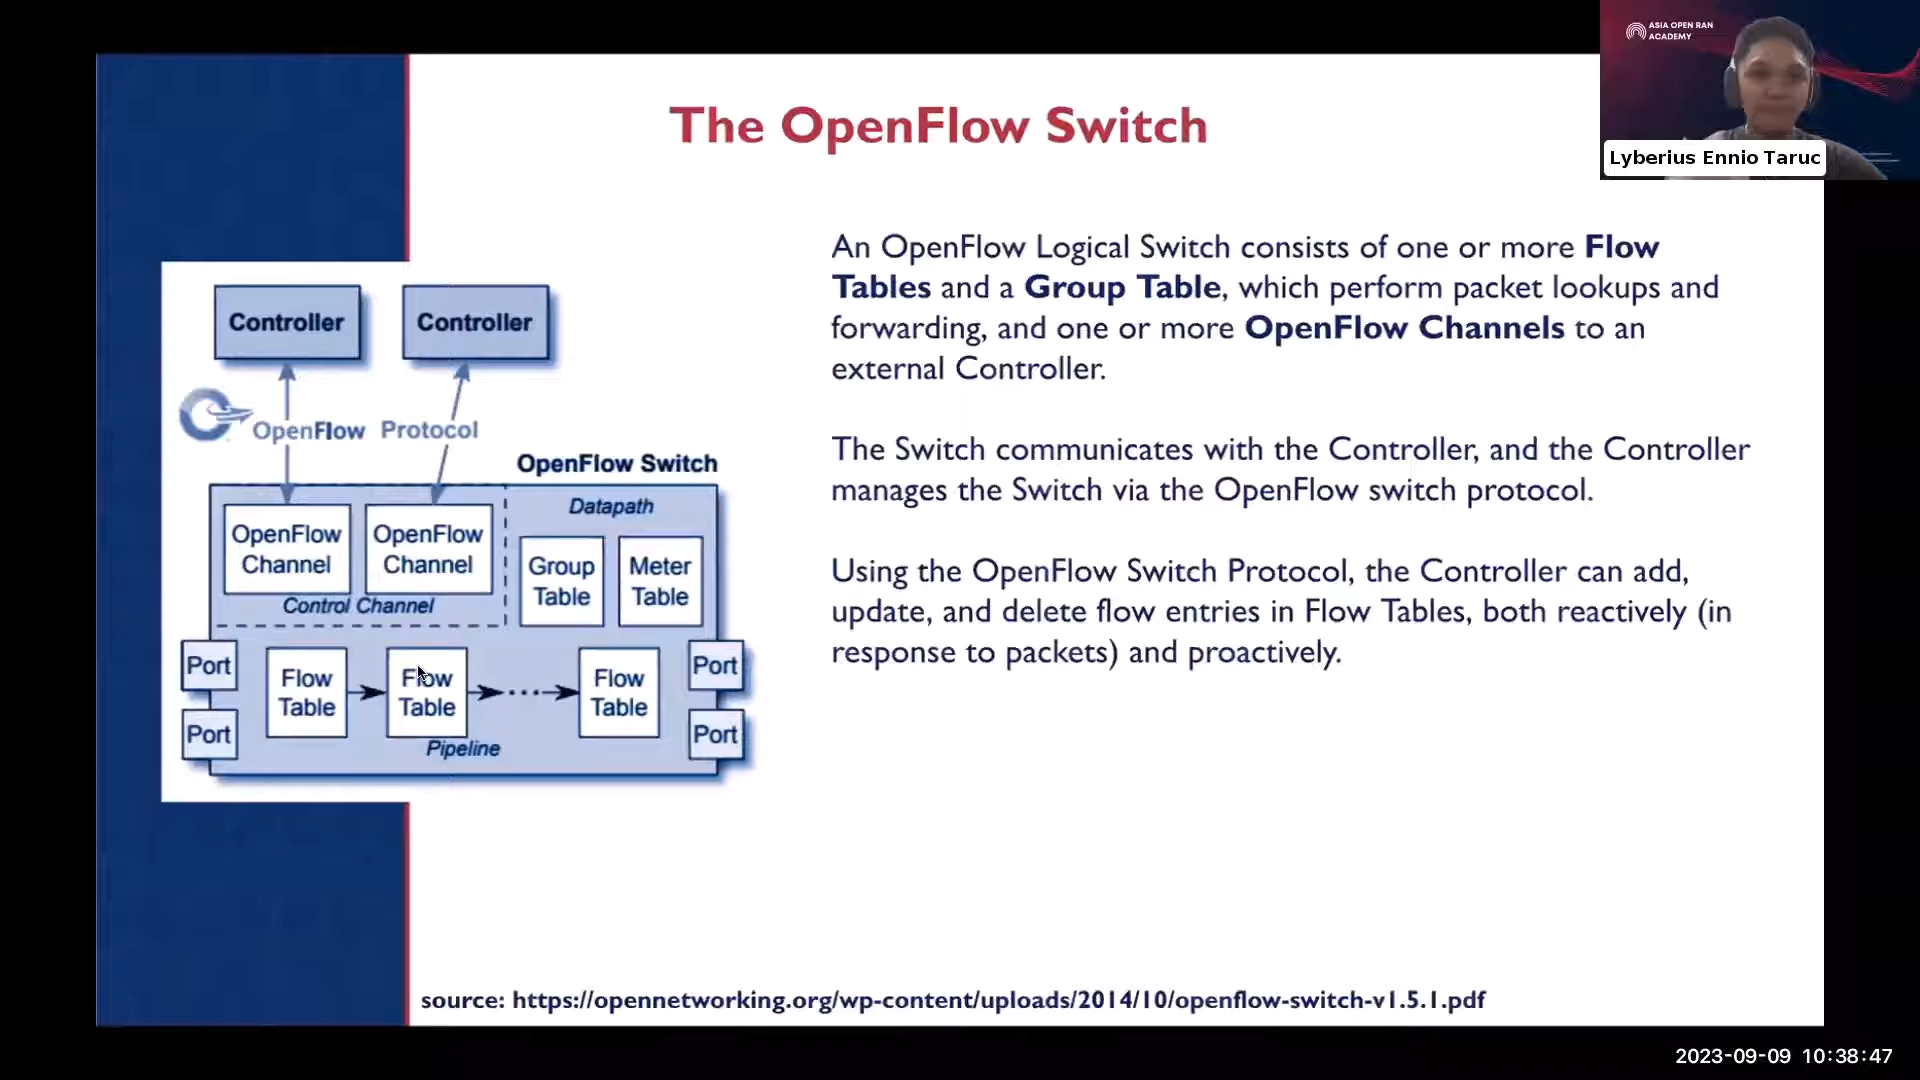 ASIA OPEN RAN
ACADEMY
Lyberius Ennio Taruc
The OpenFlow Switch
An OpenFlow Logical Switch consists of one or more Flow
Tables and a Group Table, which perform packet lookups and
forwarding, and one or more OpenFlow Channels to an
external Controller.
The Switch communicates with the Controller, and the Controller
manages the Switch via the OpenFlow switch protocol.
Using the OpenFlow Switch Protocol, the Controller can add,
update, and delete flow entries in Flow Tables, both reactively (in
response to packets) and proactively.
Controller
Controller
OpenFlow Protocol
OpenFlow Switch
OpenFlow
Channel
OpenFlow
Channel
Control Channel
Datapath
Group
Table
Meter
Table
Port
Port
Flow
Table
Flow
Table
Flow
Table
Pipeline
Port
Port
source: https://opennetworking.org/wp-content/uploads/2014/10/openflow-switch-v1.5.1.pdf
2023-09-09 10:38:47